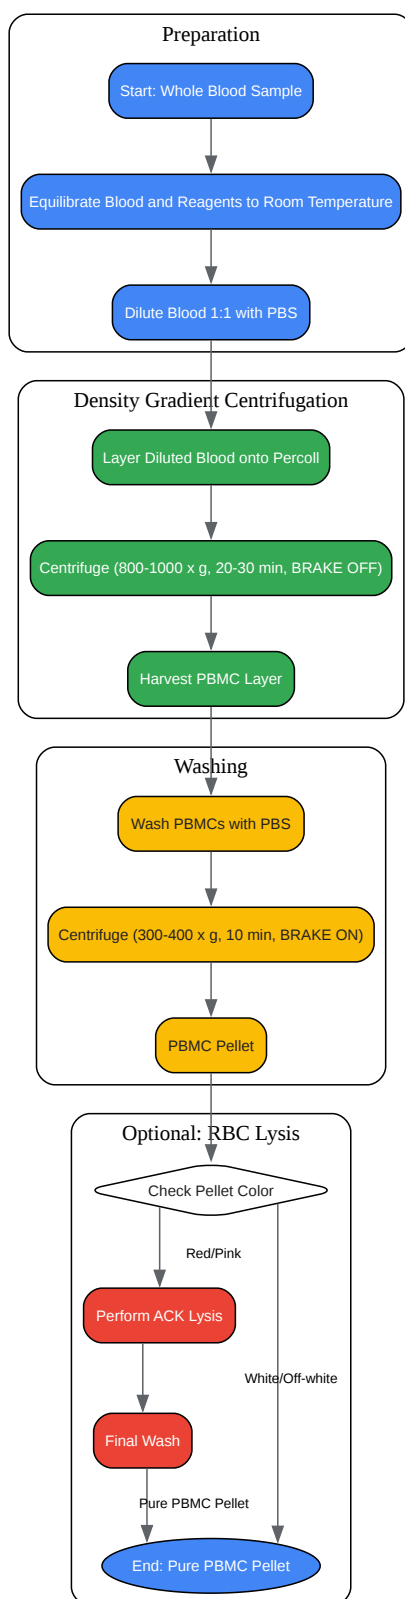 Preparation
Start: Whole Blood Sample
Equilibrate Blood and Reagents to Room Temperature
Dilute Blood 1:1 with PBS
Density Gradient Centrifugation
Layer Diluted Blood onto Percoll
Centrifuge (800-1000 x g, 20-30 min, BRAKE OFF)
Harvest PBMC Layer
Washing
Wash PBMCs with PBS
Centrifuge (300-400 x g, 10 min, BRAKE ON)
PBMC Pellet
Optional: RBC Lysis
Check Pellet Color
Red/Pink
Perform ACK Lysis
White/Off-white
Final Wash
Pure PBMC Pellet
End: Pure PBMC Pellet